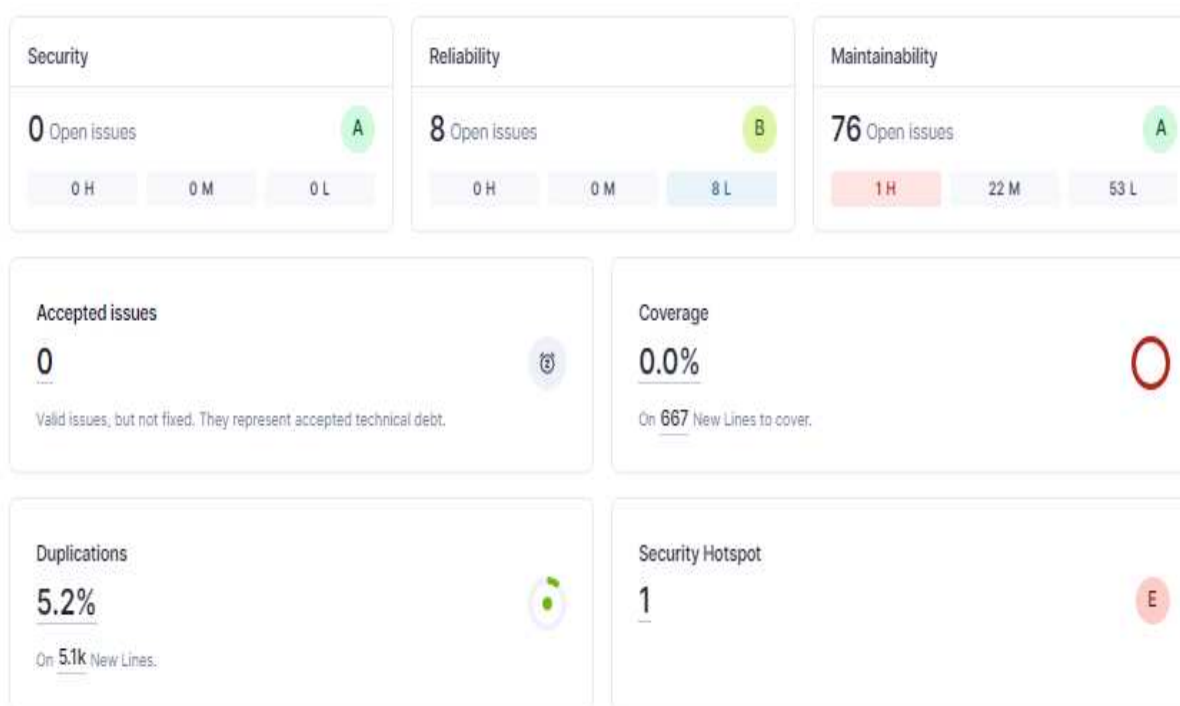 Security
0 Open issues
A
0 H
0 M
0 L
Reliability
8 Open issues
B
0 H
0 M
8 L
Maintainability
76 Open issues
A
1 H
22 M
53 L
Accepted issues
0
z
Valid issues, but not fixed. They represent accepted technical debt.
Coverage
0.0%
On 667 New Lines to cover.
Duplications
5.2%
On 5.1k New Lines.
Security Hotspot
1
E